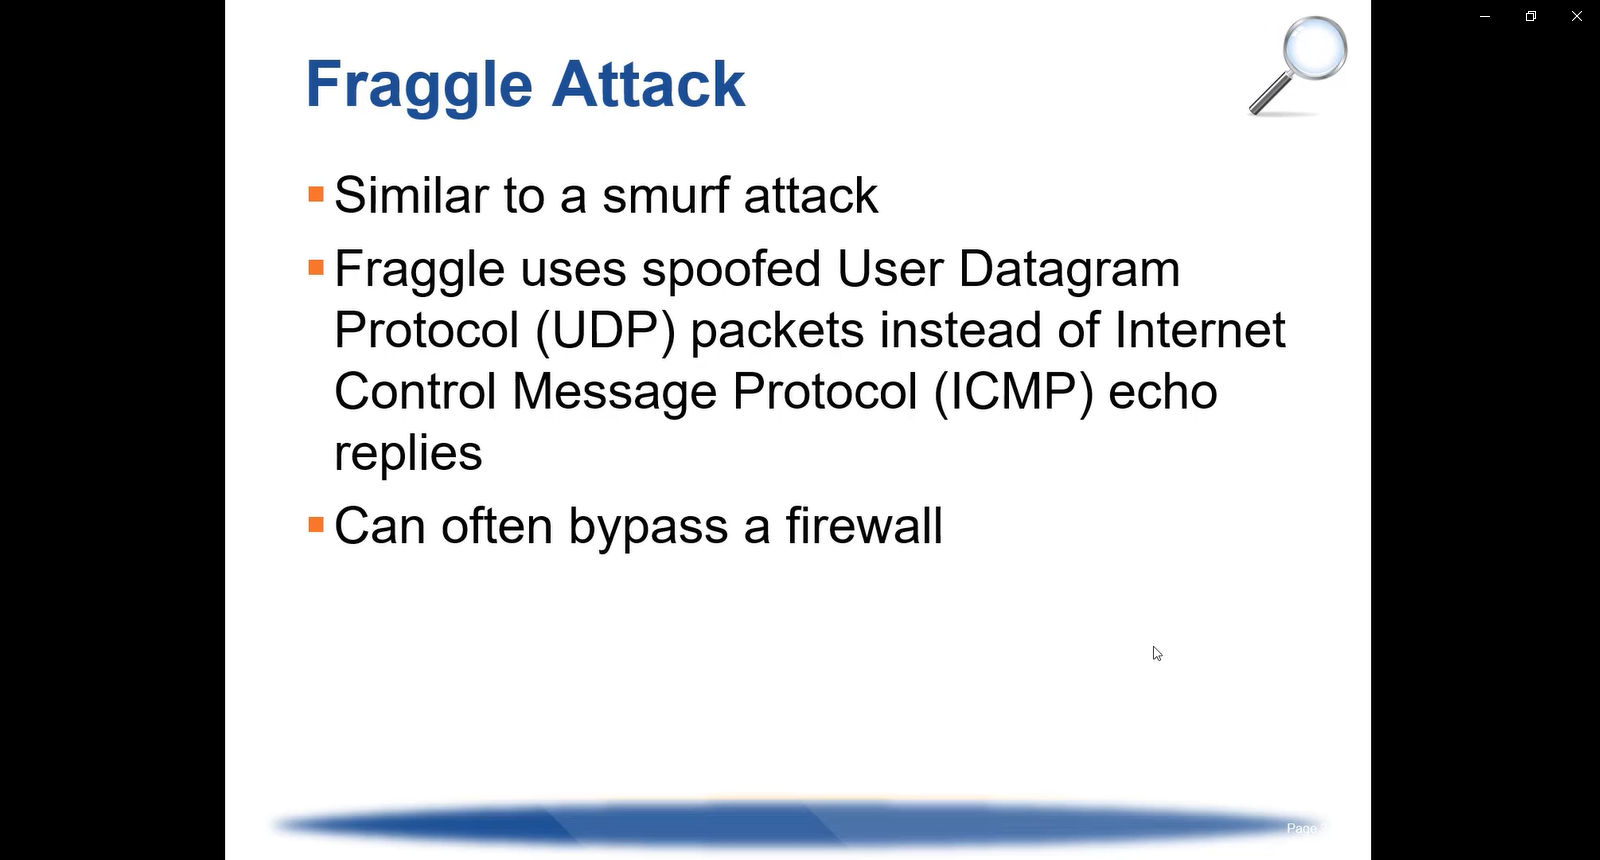 Fraggle Attack
Similar to a smurf attack
Fraggle uses spoofed User Datagram
Protocol (UDP) packets instead of Internet
Control Message Protocol (ICMP) echo
replies
Can often bypass a firewall
Page